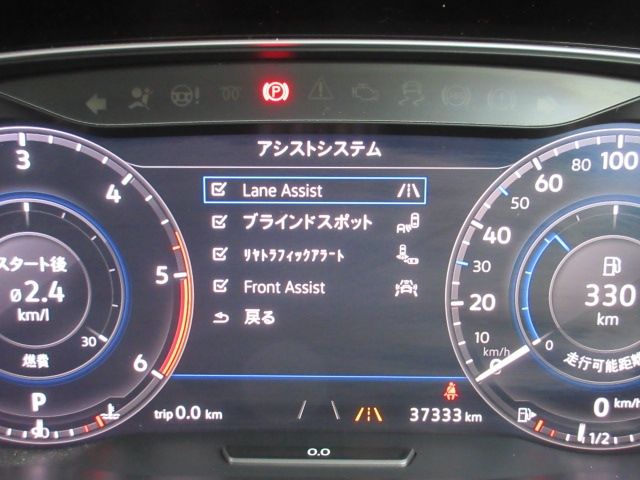 P
アシストシステム
Lane Assist
ブラインドスポット
ﾘﾔﾄﾗﾌｨｯｸｱﾗｰﾄ
Front Assist
戻る
3
4
5
6
スタート後
ø2.4
km/l
30
燃費
P
90
trip 0.0 km
37333 km
0.0
100
80
60
50
40
30
20
10
km/h
0
330
km
0
走行可能距離
0 km/h
1/2